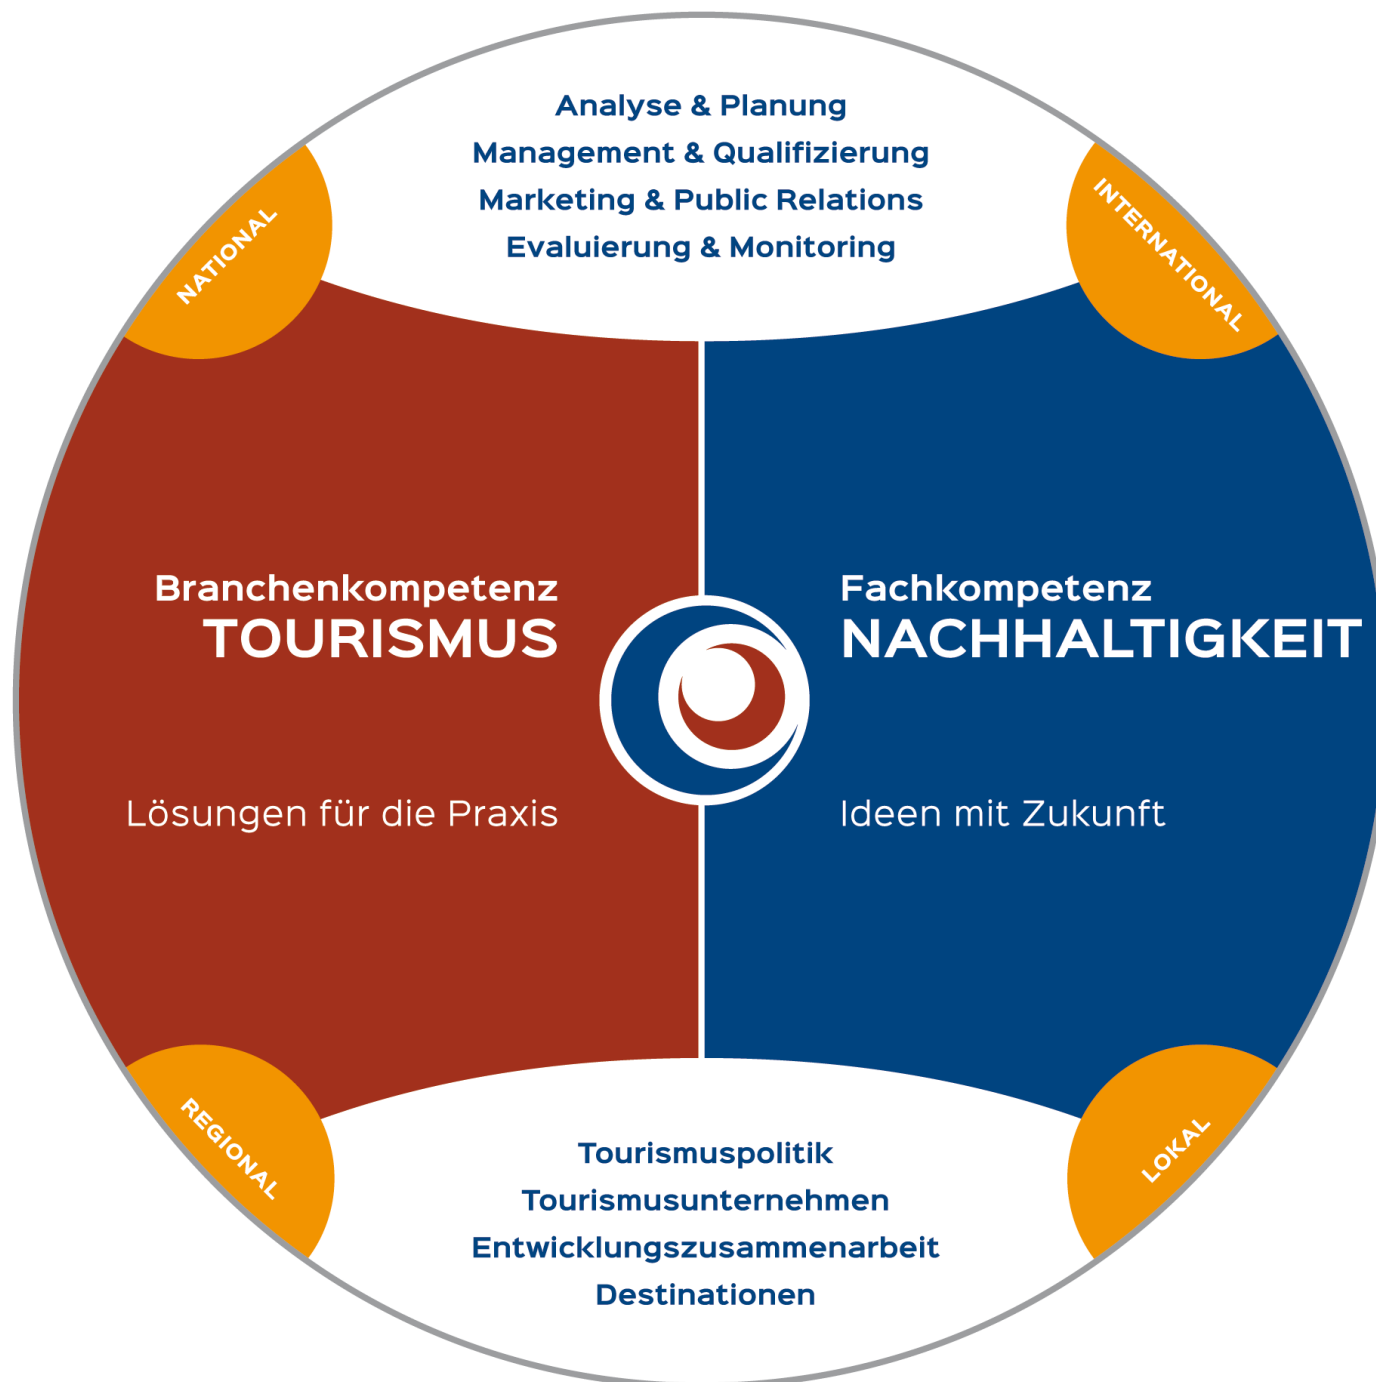 Analyse & Planung
Management & Qualifizierung
Marketing & Public Relations
Evaluierung & Monitoring
NATIONAL
INTERNATIONAL
Branchenkompetenz
TOURISMUS
Lösungen für die Praxis
Fachkompetenz
NACHHALTIGKEIT
Ideen mit Zukunft
REGIONAL
LOKAL
Tourismuspolitik
Tourismusunternehmen
Entwicklungszusammenarbeit
Destinationen